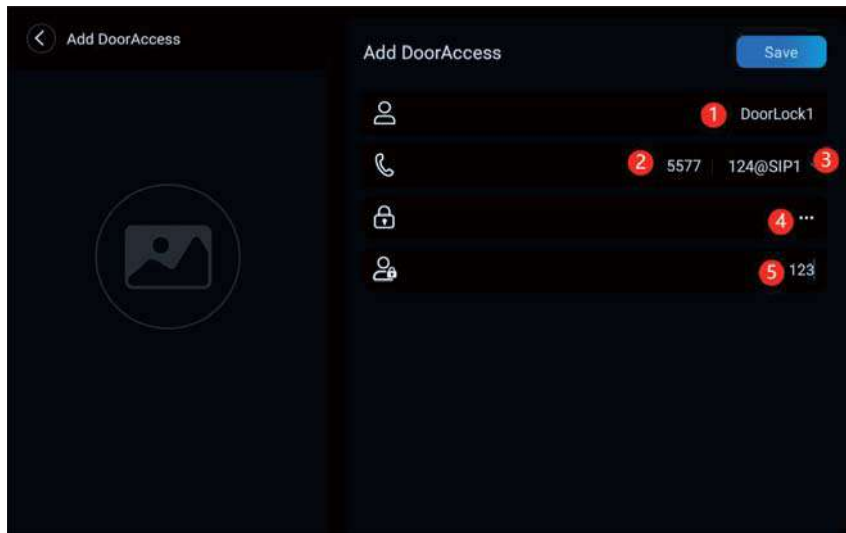 Add DoorAccess
Add DoorAccess
Save
1 DoorLock1
2 5577 124@SIP1 3
4 •••
5 123